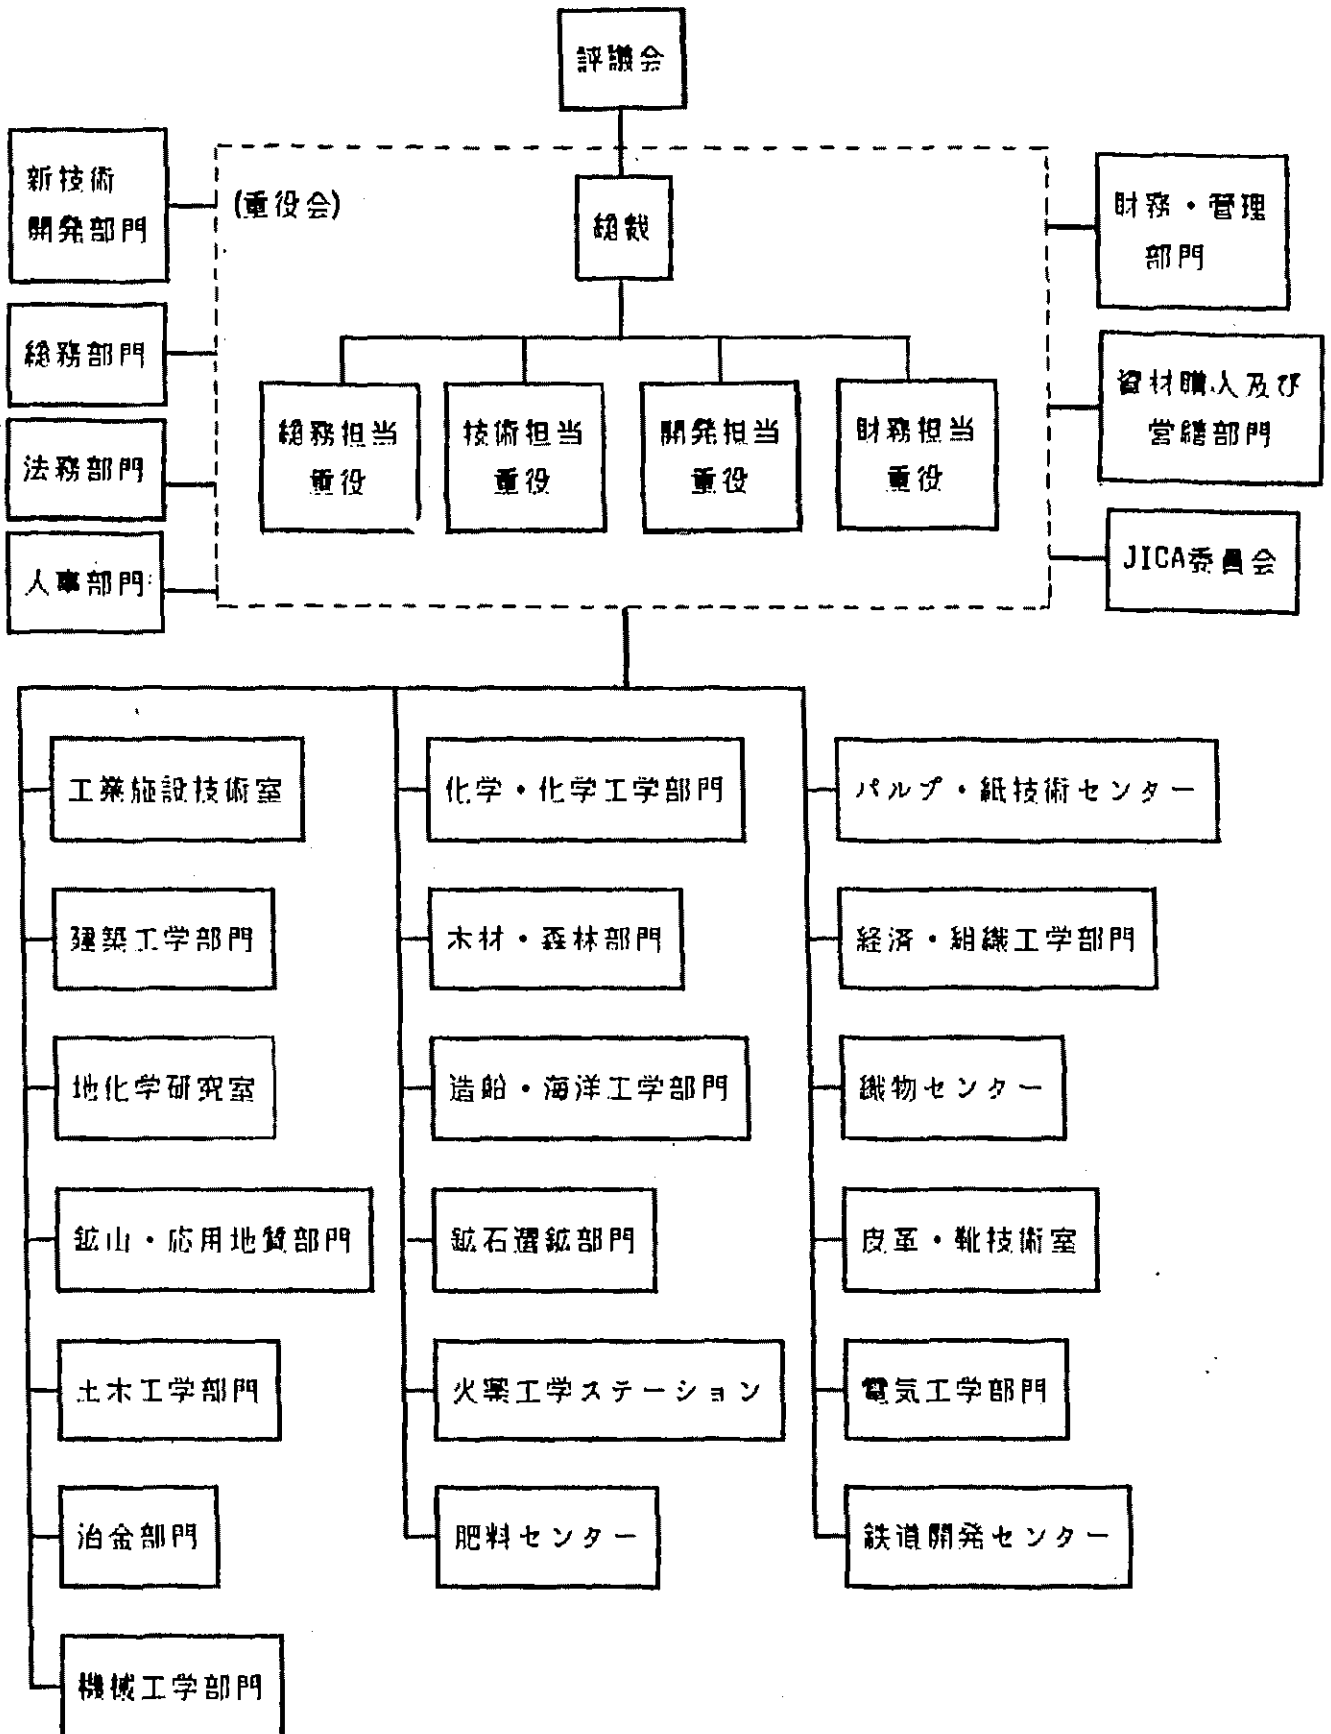 評議会
新技術
開発部門
(重役会)
総裁
財務・管理
部門
総務部門
資材購入及び
営繕部門
総務担当
重役
技術担当
重役
開発担当
重役
財務担当
重役
法務部門
人事部門
JICA委員会
工業施設技術室
化学・化学工学部門
パルプ・紙技術センター
建築工学部門
木材・森林部門
経済・組織工学部門
地化学研究室
造船・海洋工学部門
織物センター
鉱山・応用地質部門
鉱石選鉱部門
皮革・靴技術室
土木工学部門
火薬工学ステーション
電気工学部門
冶金部門
肥料センター
鉄道開発センター
機械工学部門